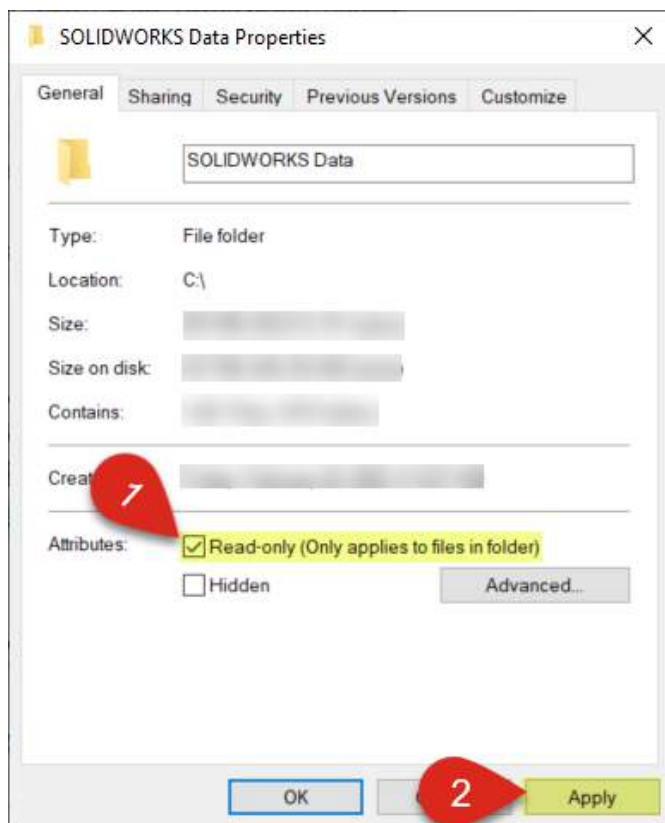 SOLIDWORKS Data Properties
General Sharing Security Previous Versions Customize
SOLIDWORKS Data
Type: File folder
Location: C:\
Size:
Size on disk:
Contains:
1
Attributes: Read-only (Only applies to files in folder)
Hidden Advanced...
OK 2 Apply